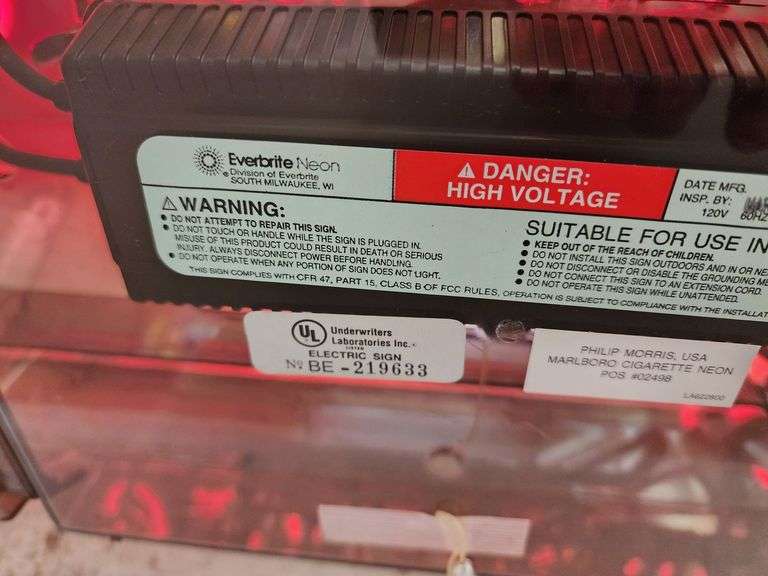 Everbrite Neon
® Division of Everbrite
SOUTH MILWAUKEE, WI
⚠ DANGER:
HIGH VOLTAGE
DATE MFG.
INSP. BY:
120V 60HZ
⚠ WARNING:
• DO NOT ATTEMPT TO REPAIR THIS SIGN.
• DO NOT TOUCH OR HANDLE WHILE THE SIGN IS PLUGGED IN.
MISUSE OF THIS PRODUCT COULD RESULT IN DEATH OR SERIOUS
INJURY. ALWAYS DISCONNECT POWER BEFORE HANDLING.
• DO NOT OPERATE WHEN ANY PORTION OF SIGN DOES NOT LIGHT.
SUITABLE FOR USE IN
• KEEP OUT OF THE REACH OF CHILDREN.
• DO NOT INSTALL THIS SIGN OUTDOORS AND IN OR NE
• DO NOT DISCONNECT OR DISABLE THE GROUNDING ME
• DO NOT CONNECT THIS SIGN TO AN EXTENSION CORD.
• DO NOT OPERATE THIS SIGN WHILE UNATTENDED.
THIS SIGN COMPLIES WITH CFR 47, PART 15, CLASS B OF FCC RULES, OPERATION IS SUBJECT TO COMPLIANCE WITH THE INSTALLAT
UL Underwriters
Laboratories Inc.®
LISTED
ELECTRIC SIGN
No. BE - 219633
PHILIP MORRIS, USA
MARLBORO CIGARETTE NEON
POS #02498
LA622800